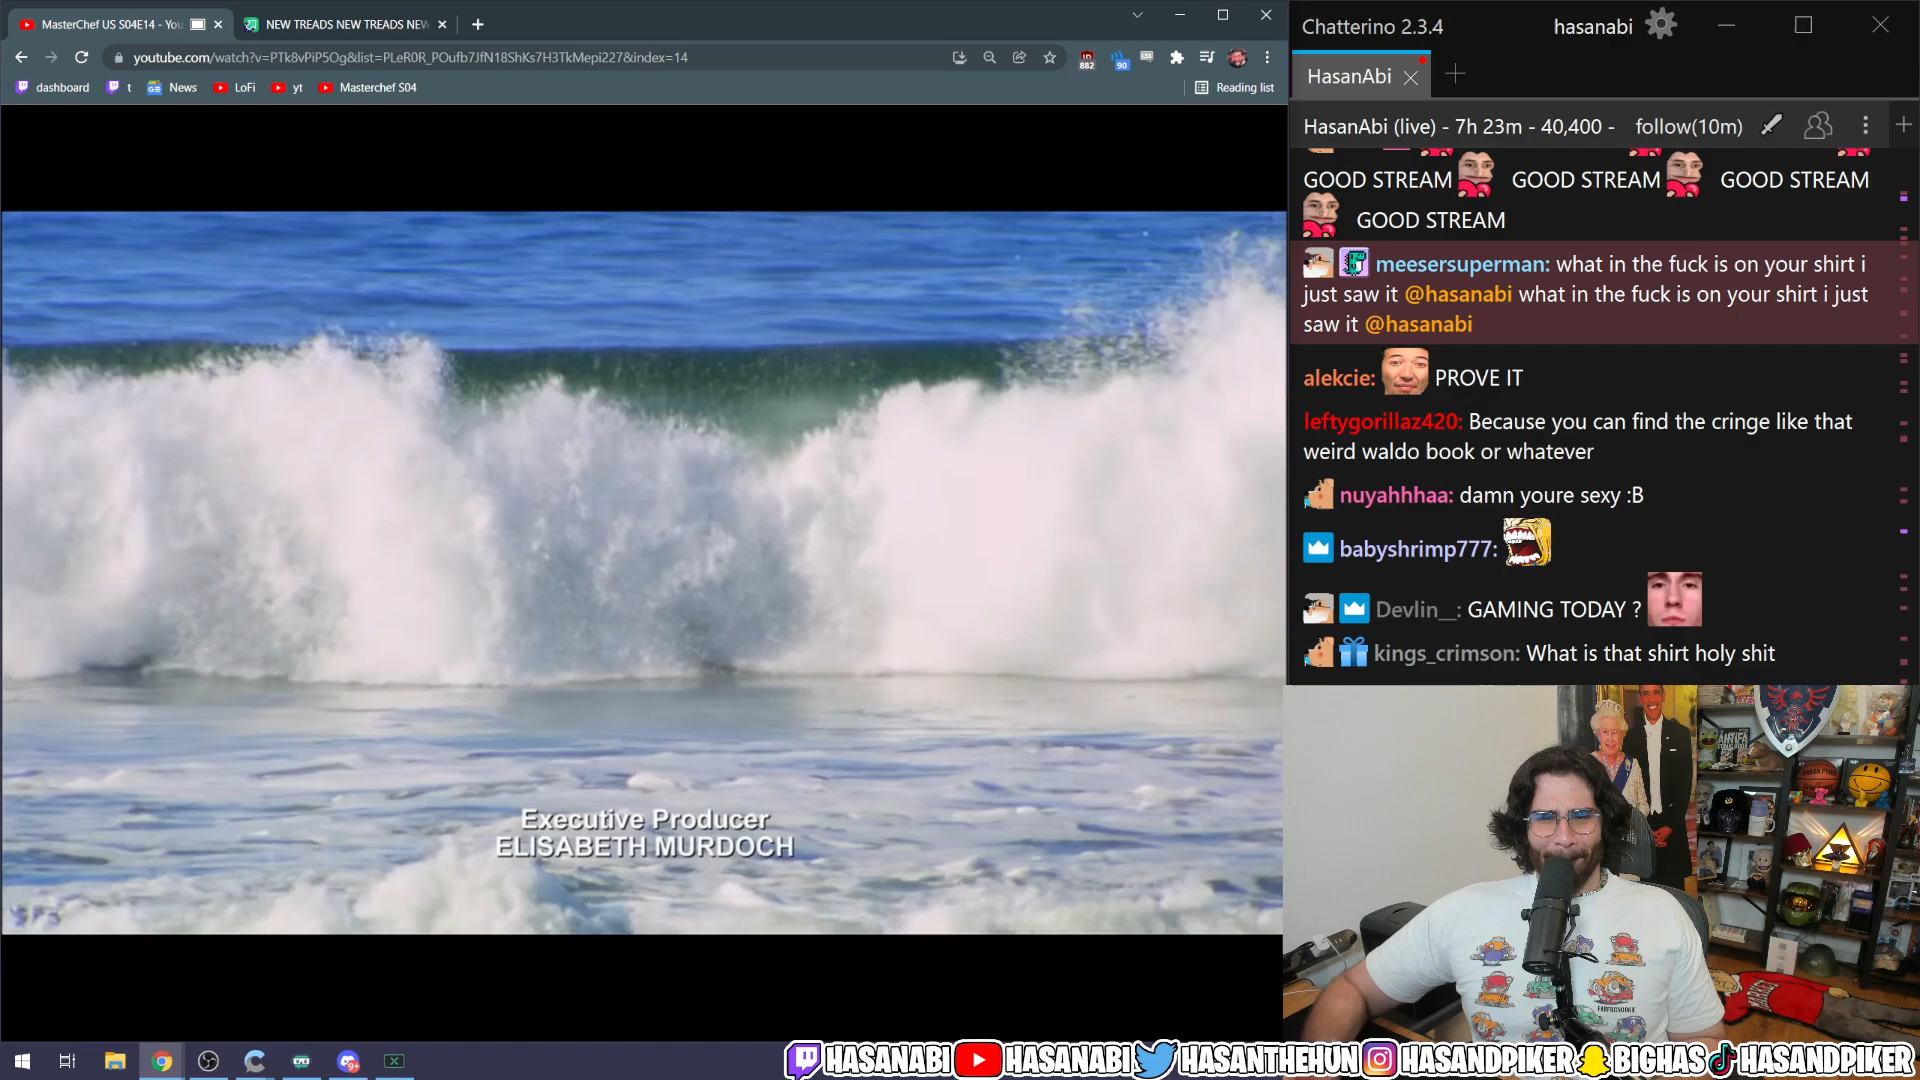 MasterChef US S04E14 - You
NEW TREADS NEW TREADS NEW
youtube.com/watch?v=PTk8vPiP5Og&list=PLeR0R_POufb7JfN18ShKs7H3TkMepi227&index=14
882
90
dashboard
t
News
LoFi
yt
Masterchef S04
Reading list
Executive Producer
ELISABETH MURDOCH
Chatterino 2.3.4
hasanabi
HasanAbi
HasanAbi (live) - 7h 23m - 40,400 -
follow(10m)
GOOD STREAM GOOD STREAM GOOD STREAM
GOOD STREAM
meesersuperman: what in the fuck is on your shirt i
just saw it @hasanabi what in the fuck is on your shirt i just
saw it @hasanabi
alekcie: PROVE IT
leftygorillaz420: Because you can find the cringe like that
weird waldo book or whatever
nuyahhhaa: damn youre sexy :B
babyshrimp777:
Devlin__: GAMING TODAY ?
kings_crimson: What is that shirt holy shit
ANTIFA
FARFUGNOOKIE
HASANABI HASANABI HASANTHEHUN HASANDPIKER BIGHAS HASANDPIKER